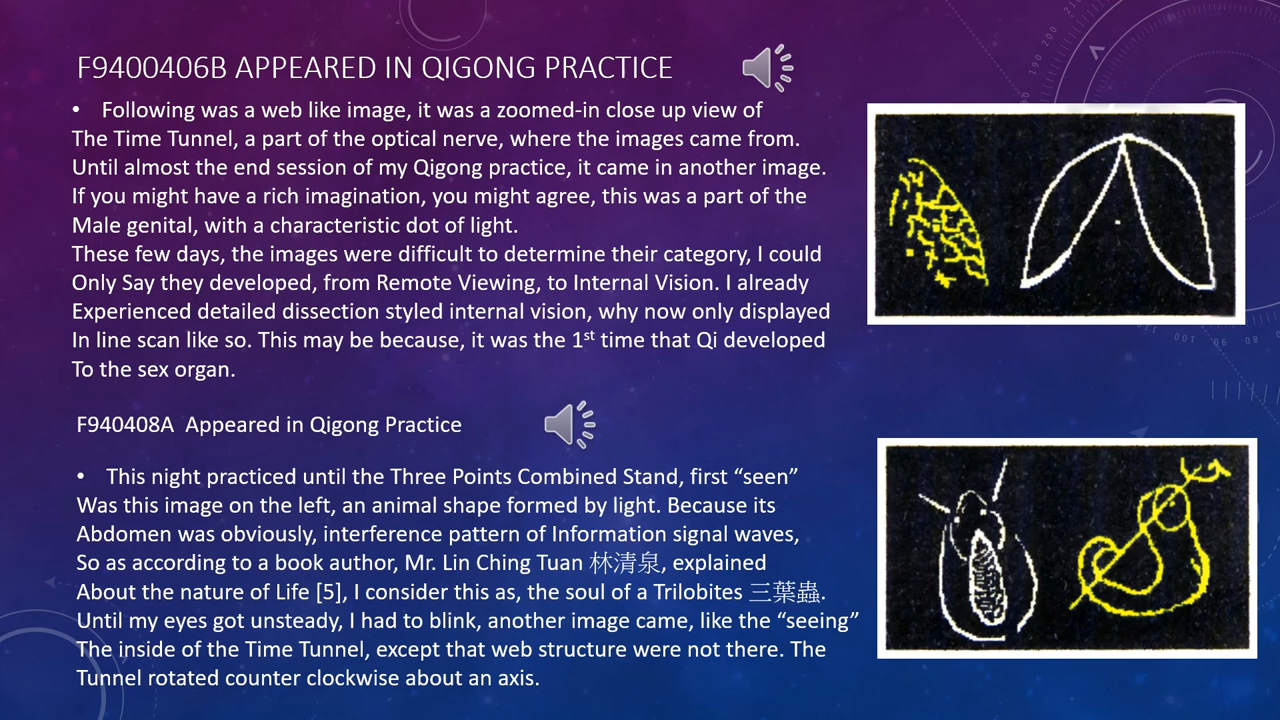 F9400406B APPEARED IN QIGONG PRACTICE
• Following was a web like image, it was a zoomed-in close up view of
The Time Tunnel, a part of the optical nerve, where the images came from.
Until almost the end session of my Qigong practice, it came in another image.
If you might have a rich imagination, you might agree, this was a part of the
Male genital, with a characteristic dot of light.
These few days, the images were difficult to determine their category, I could
Only Say they developed, from Remote Viewing, to Internal Vision. I already
Experienced detailed dissection styled internal vision, why now only displayed
In line scan like so. This may be because, it was the 1st time that Qi developed
To the sex organ.
F940408A Appeared in Qigong Practice
• This night practiced until the Three Points Combined Stand, first “seen”
Was this image on the left, an animal shape formed by light. Because its
Abdomen was obviously, interference pattern of Information signal waves,
So as according to a book author, Mr. Lin Ching Tuan 林清泉, explained
About the nature of Life [5], I consider this as, the soul of a Trilobites 三葉蟲.
Until my eyes got unsteady, I had to blink, another image came, like the “seeing”
The inside of the Time Tunnel, except that web structure were not there. The
Tunnel rotated counter clockwise about an axis.